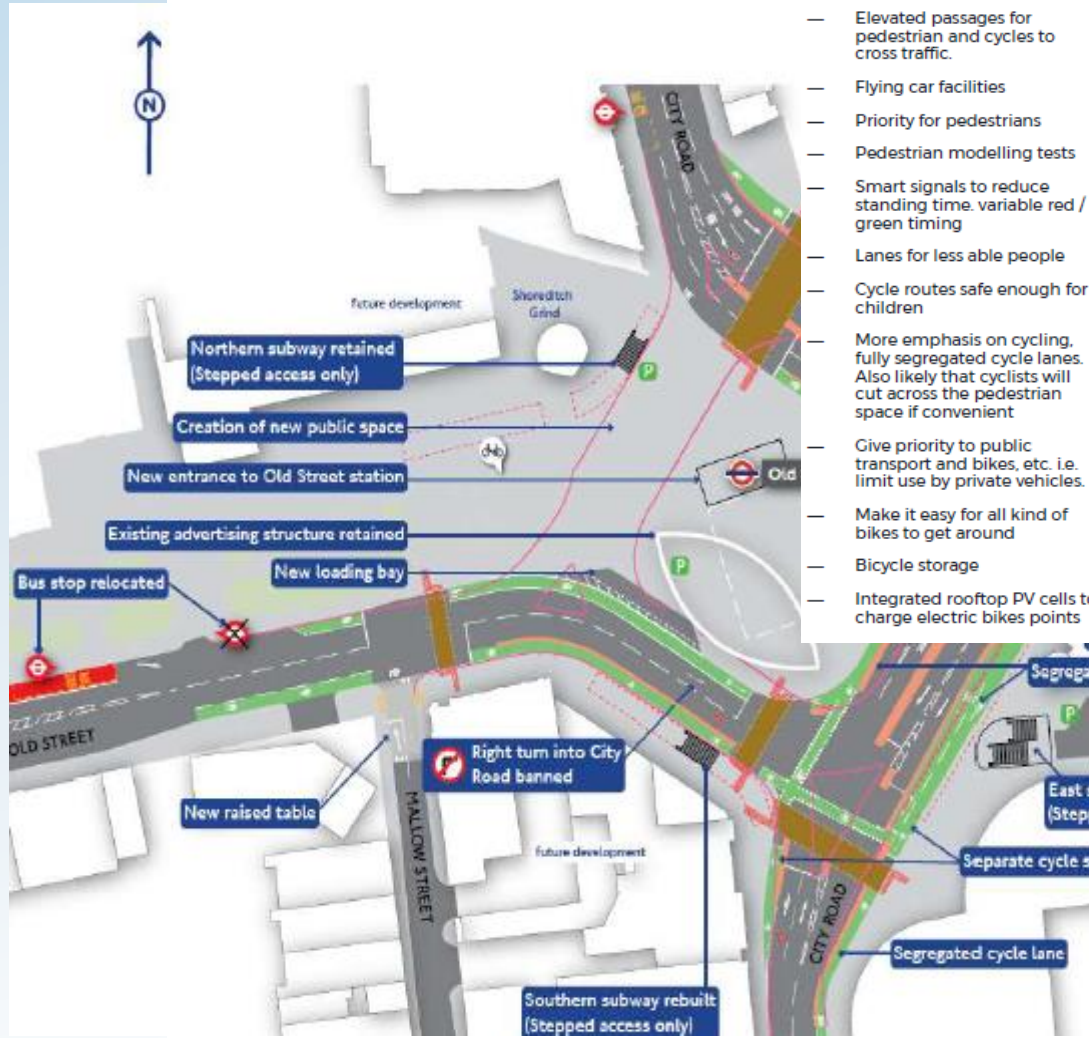 — Elevated passages for
pedestrian and cycles to
cross traffic.
— Flying car facilities
— Priority for pedestrians
— Pedestrian modelling tests
— Smart signals to reduce
standing time. variable red /
green timing
— Lanes for less able people
— Cycle routes safe enough for
children
— More emphasis on cycling,
fully segregated cycle lanes.
Also likely that cyclists will
cut across the pedestrian
space if convenient
— Give priority to public
transport and bikes, etc. i.e.
limit use by private vehicles.
— Make it easy for all kind of
bikes to get around
— Bicycle storage
— Integrated rooftop PV cells to
charge electric bikes points
N
CITY ROAD
future development
Shoreditch
Grind
Northern subway retained
(Stepped access only)
P
Creation of new public space
New entrance to Old Street station
Old
Existing advertising structure retained
New loading bay
P
Bus stop relocated
OLD STREET
Right turn into City
Road banned
New raised table
MALLOW STREET
future development
P
East
(Step
Separate cycle s
CITY ROAD
Segregated cycle lane
Southern subway rebuilt
(Stepped access only)